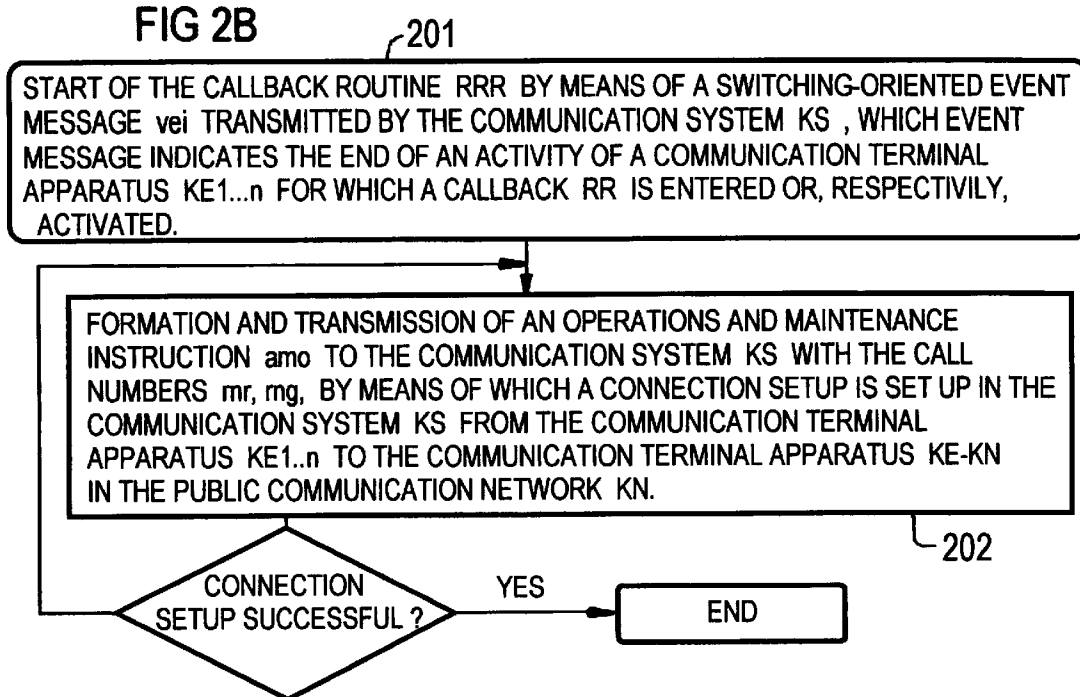 FIG 2B
201
START OF THE CALLBACK ROUTINE RRR BY MEANS OF A SWITCHING-ORIENTED EVENT
MESSAGE vei TRANSMITTED BY THE COMMUNICATION SYSTEM KS , WHICH EVENT
MESSAGE INDICATES THE END OF AN ACTIVITY OF A COMMUNICATION TERMINAL
APPARATUS KE1...n FOR WHICH A CALLBACK RR IS ENTERED OR, RESPECTIVILY,
ACTIVATED.
FORMATION AND TRANSMISSION OF AN OPERATIONS AND MAINTENANCE
INSTRUCTION amo TO THE COMMUNICATION SYSTEM KS WITH THE CALL
NUMBERS mr, mg, BY MEANS OF WHICH A CONNECTION SETUP IS SET UP IN THE
COMMUNICATION SYSTEM KS FROM THE COMMUNICATION TERMINAL
APPARATUS KE1..n TO THE COMMUNICATION TERMINAL APPARATUS KE-KN
IN THE PUBLIC COMMUNICATION NETWORK KN.
202
CONNECTION
SETUP SUCCESSFUL ?
YES
END